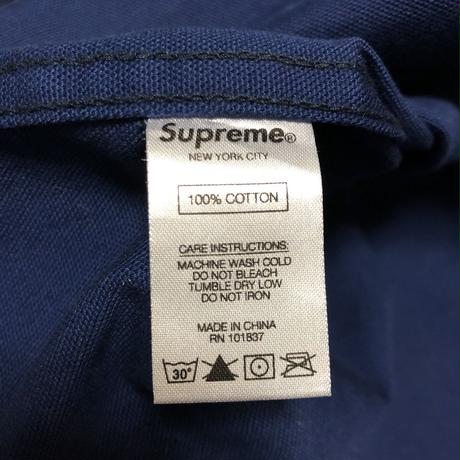 Supreme®
NEW YORK CITY
100% COTTON
CARE INSTRUCTIONS:
MACHINE WASH COLD
DO NOT BLEACH
TUMBLE DRY LOW
DO NOT IRON
MADE IN CHINA
RN 101837
30°